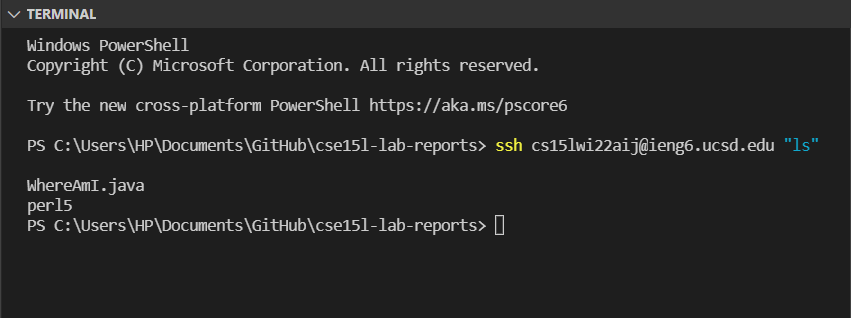 TERMINAL
Windows PowerShell
Copyright (C) Microsoft Corporation. All rights reserved.
Try the new cross-platform PowerShell https://aka.ms/pscore6
PS C:\Users\HP\Documents\GitHub\cse15l-lab-reports> ssh cs15lwi22aij@ieng6.ucsd.edu "ls"
WhereAmI.java
perl5
PS C:\Users\HP\Documents\GitHub\cse15l-lab-reports>